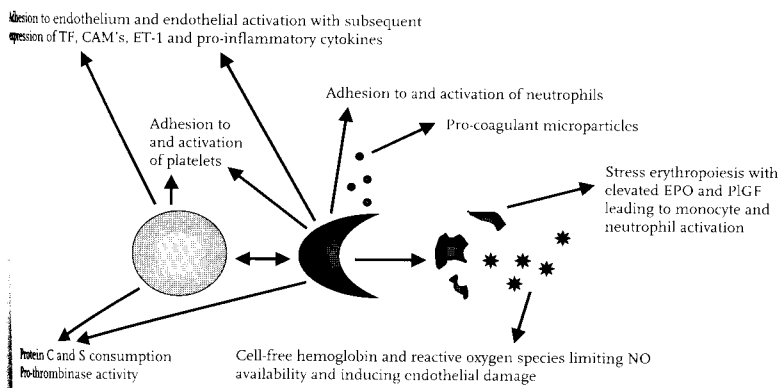 Adhesion to endothelium and endothelial activation with subsequent
expression of TF, CAM's, ET-1 and pro-inflammatory cytokines
Adhesion to and activation of neutrophils
Adhesion to
and activation
of platelets
Pro-coagulant microparticles
Stress erythropoiesis with
elevated EPO and PlGF
leading to monocyte and
neutrophil activation
Protein C and S consumption
Pro-thrombinase activity
Cell-free hemoglobin and reactive oxygen species limiting NO
availability and inducing endothelial damage